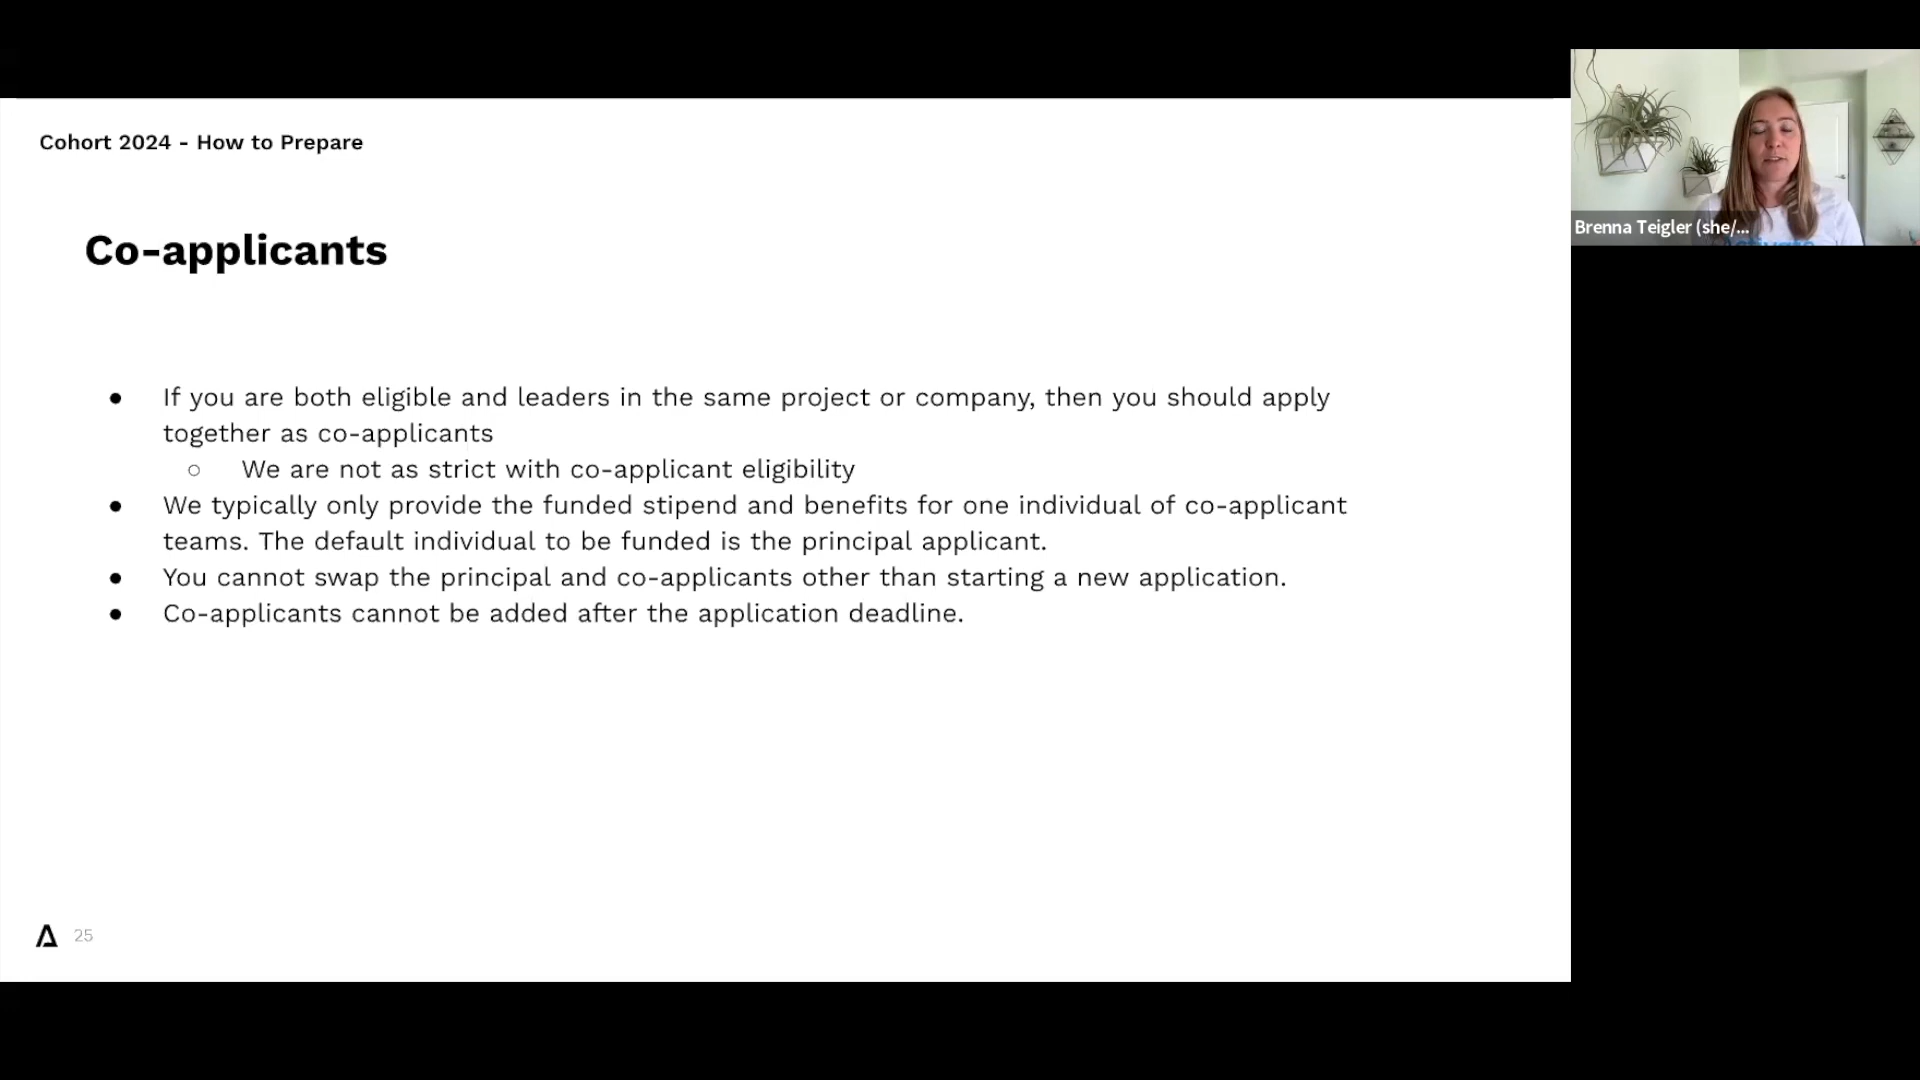 Cohort 2024 - How to Prepare
Brenna Teigler (she/...
Co-applicants
● If you are both eligible and leaders in the same project or company, then you should apply
together as co-applicants
○ We are not as strict with co-applicant eligibility
● We typically only provide the funded stipend and benefits for one individual of co-applicant
teams. The default individual to be funded is the principal applicant.
● You cannot swap the principal and co-applicants other than starting a new application.
● Co-applicants cannot be added after the application deadline.
25